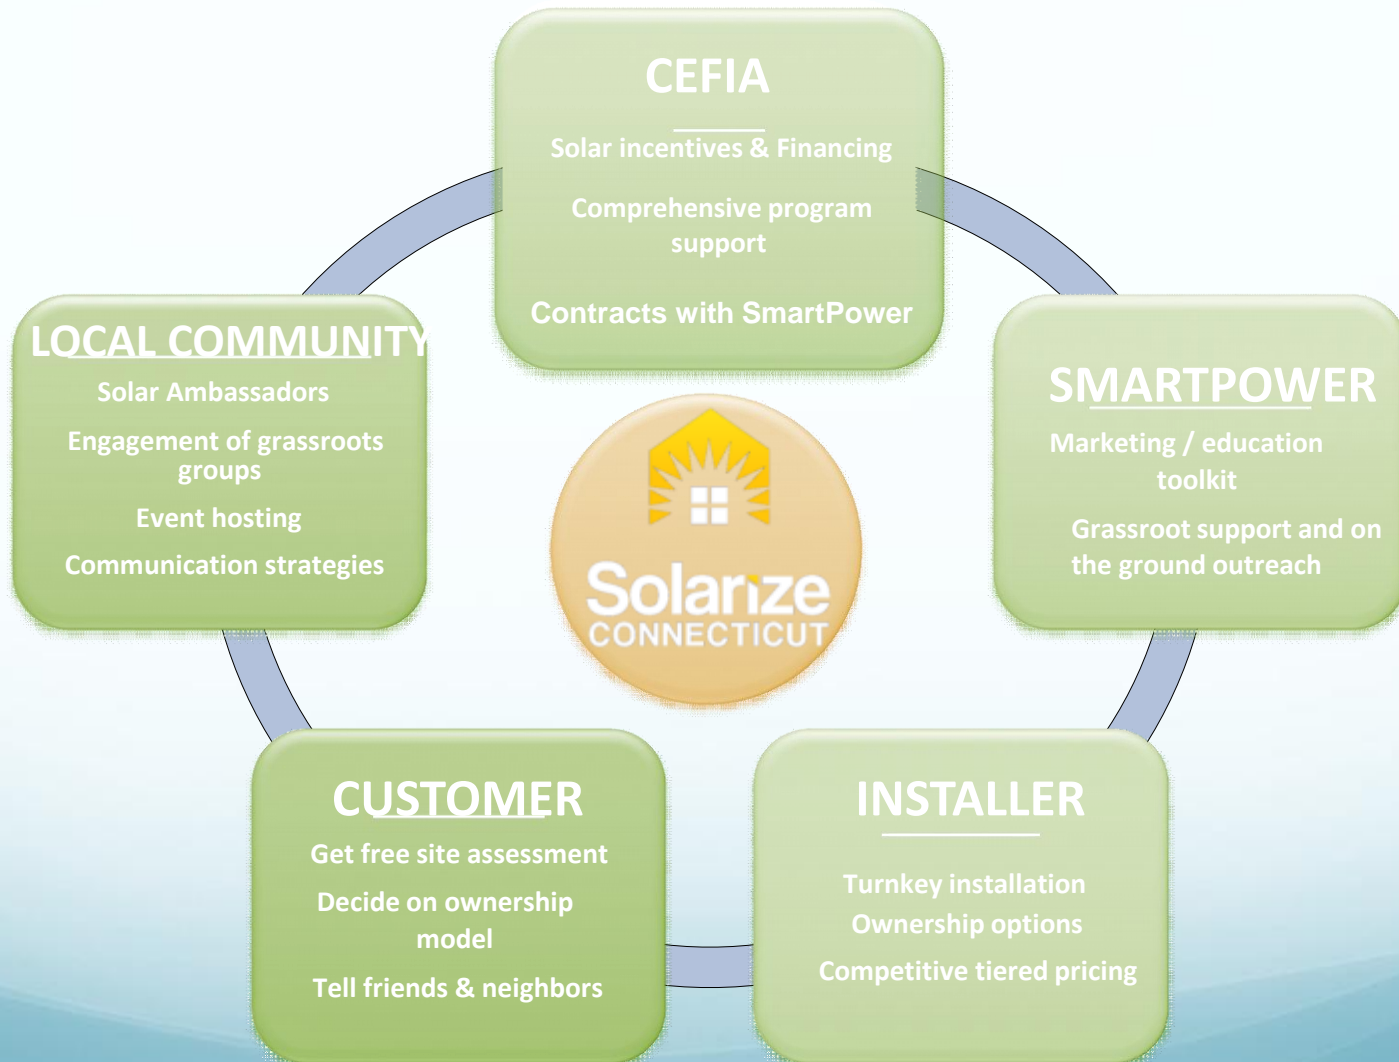 CEFIA
Solar incentives & Financing
Comprehensive program
support
Contracts with SmartPower
LOCAL COMMUNITY
Solar Ambassadors
Engagement of grassroots
groups
Event hosting
Communication strategies
SMARTPOWER
Marketing / education
toolkit
Grassroot support and on
the ground outreach
Solarize
CONNECTICUT
CUSTOMER
Get free site assessment
Decide on ownership
model
Tell friends & neighbors
INSTALLER
Turnkey installation
Ownership options
Competitive tiered pricing